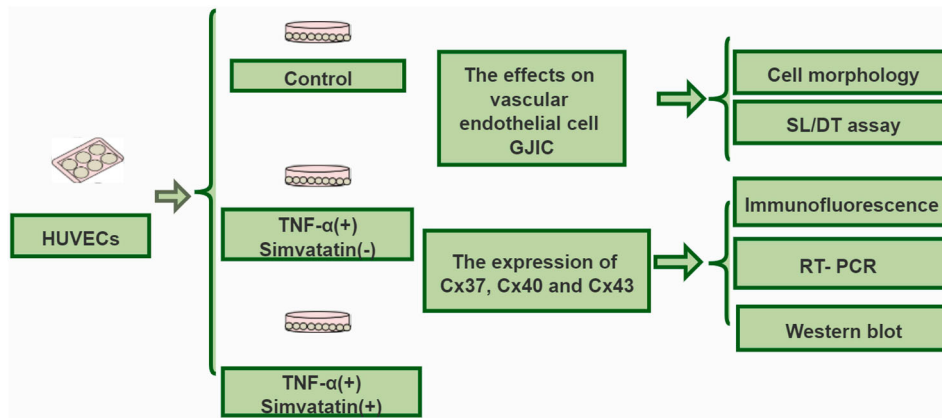 HUVECs
Control
TNF-α(+)
Simvatatin(-)
TNF-α(+)
Simvatatin(+)
The effects on
vascular
endothelial cell
GJIC
The expression of
Cx37, Cx40 and Cx43
Cell morphology
SL/DT assay
Immunofluorescence
RT- PCR
Western blot